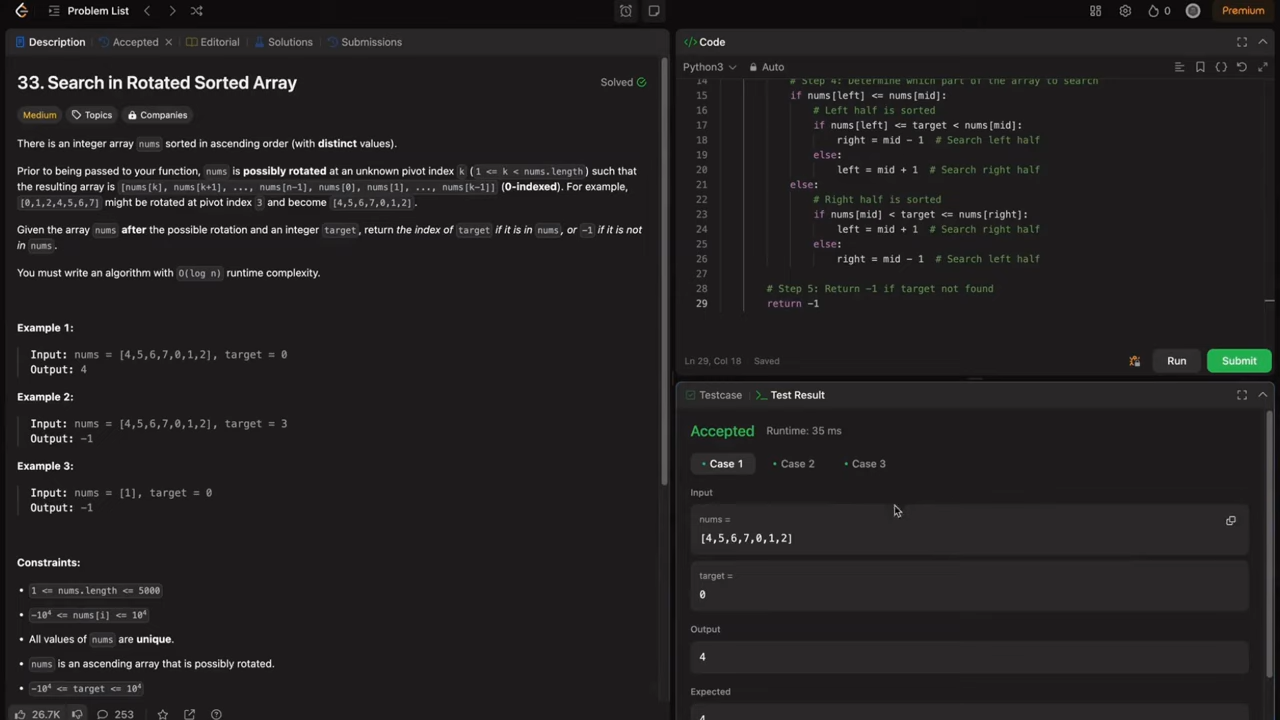 Problem List
0
Premium
Description
Accepted
Editorial
Solutions
Submissions
33. Search in Rotated Sorted Array
Solved
Medium
Topics
Companies
There is an integer array nums sorted in ascending order (with distinct values).
Prior to being passed to your function, nums is possibly rotated at an unknown pivot index k (1 <= k < nums.length) such that
the resulting array is [nums[k], nums[k+1], ..., nums[n-1], nums[0], nums[1], ..., nums[k-1]] (0-indexed). For example,
[0,1,2,4,5,6,7] might be rotated at pivot index 3 and become [4,5,6,7,0,1,2].
Given the array nums after the possible rotation and an integer target, return the index of target if it is in nums, or -1 if it is not
in nums.
You must write an algorithm with O(log n) runtime complexity.
Example 1:
Input: nums = [4,5,6,7,0,1,2], target = 0
Output: 4
Example 2:
Input: nums = [4,5,6,7,0,1,2], target = 3
Output: -1
Example 3:
Input: nums = [1], target = 0
Output: -1
Constraints:
• 1 <= nums.length <= 5000
• -10⁴ <= nums[i] <= 10⁴
• All values of nums are unique.
• nums is an ascending array that is possibly rotated.
• -10⁴ <= target <= 10⁴
26.7K
253
</> Code
Python3
Auto
14 # Step 4: Determine which part of the array to search
15 if nums[left] <= nums[mid]:
16 # Left half is sorted
17 if nums[left] <= target < nums[mid]:
18 right = mid - 1 # Search left half
19 else:
20 left = mid + 1 # Search right half
21 else:
22 # Right half is sorted
23 if nums[mid] < target <= nums[right]:
24 left = mid + 1 # Search right half
25 else:
26 right = mid - 1 # Search left half
27
28 # Step 5: Return -1 if target not found
29 return -1
Ln 29, Col 18
Saved
Run
Submit
Testcase
>_ Test Result
Accepted
Runtime: 35 ms
• Case 1
• Case 2
• Case 3
Input
nums =
[4,5,6,7,0,1,2]
target =
0
Output
4
Expected
4